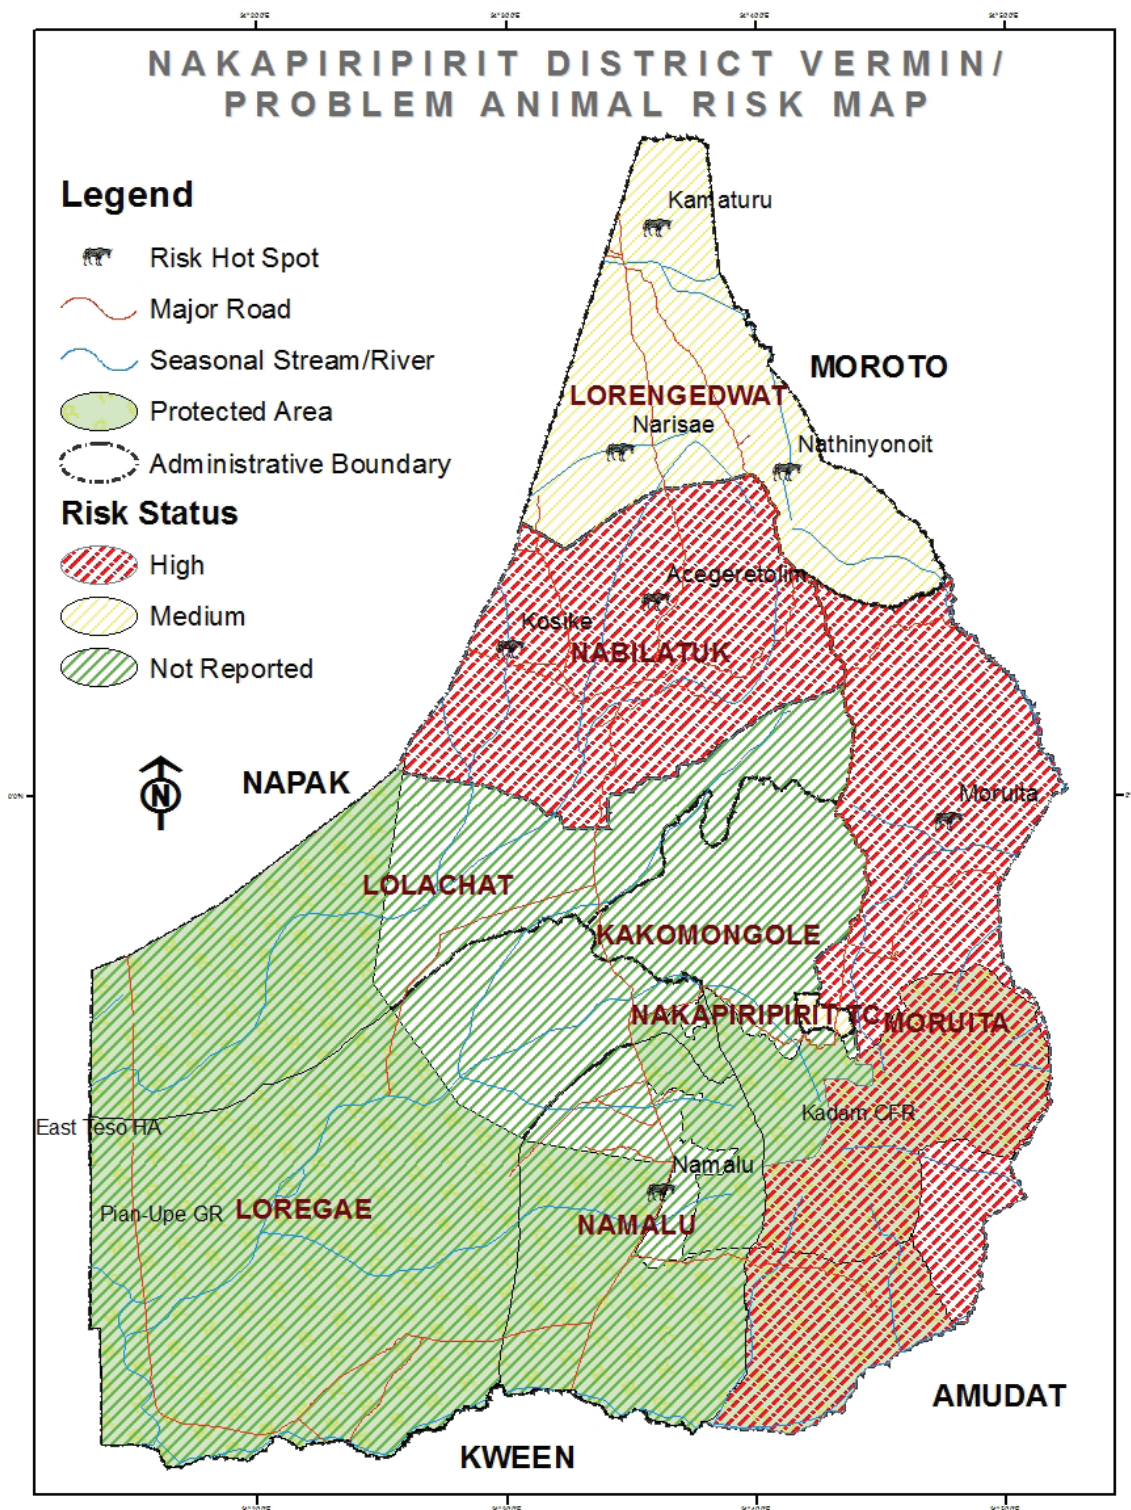 NAKAPIRIPIRIT DISTRICT VERMIN/
PROBLEM ANIMAL RISK MAP
Legend
Risk Hot Spot
Major Road
Seasonal Stream/River
Protected Area
Administrative Boundary
Risk Status
High
Medium
Not Reported
Kamaturu
MOROTO
LORENGEDWAT
Narisae
Nathinyonoit
Acegeretolim
Kosike
NABILATUK
N
NAPAK
Moruita
LOLACHAT
KAKOMONGOLE
NAKAPIRIPIRIT TC
MORUITA
Kadam CFR
East Teso HA
Namalu
Pian-Upe GR
LOREGAE
NAMALU
AMUDAT
KWEEN